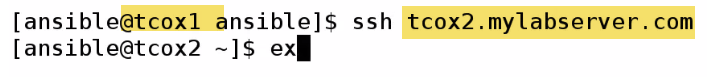 [ansible@tcox1 ansible]$ ssh tcox2.mylabserver.com
[ansible@tcox2 ~]$ ex